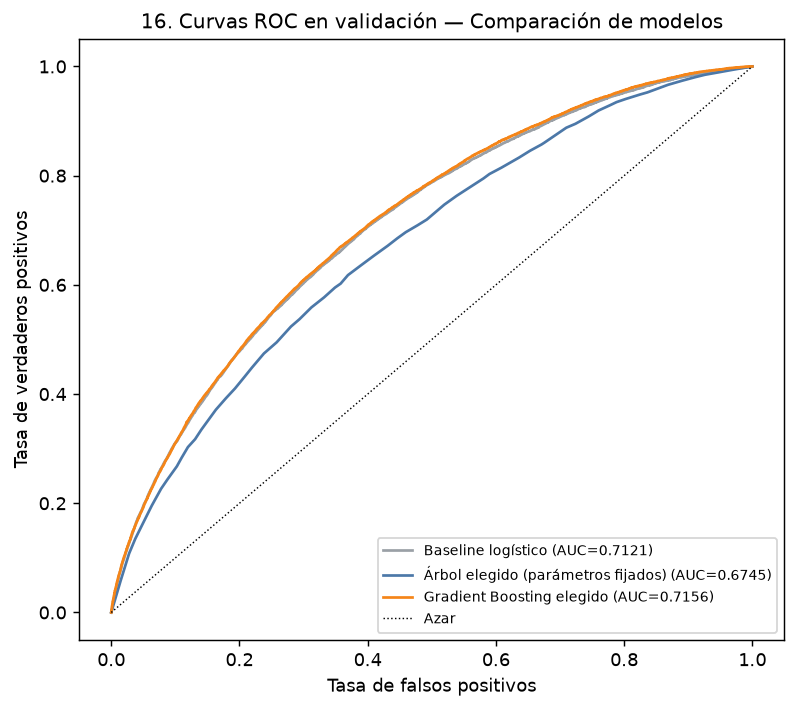 16. Curvas ROC en validación — Comparación de modelos
Tasa de verdaderos positivos
1.0
0.8
0.6
0.4
0.2
0.0
Baseline logístico (AUC=0.7121)
Árbol elegido (parámetros fijados) (AUC=0.6745)
Gradient Boosting elegido (AUC=0.7156)
Azar
0.0 0.2 0.4 0.6 0.8 1.0
Tasa de falsos positivos